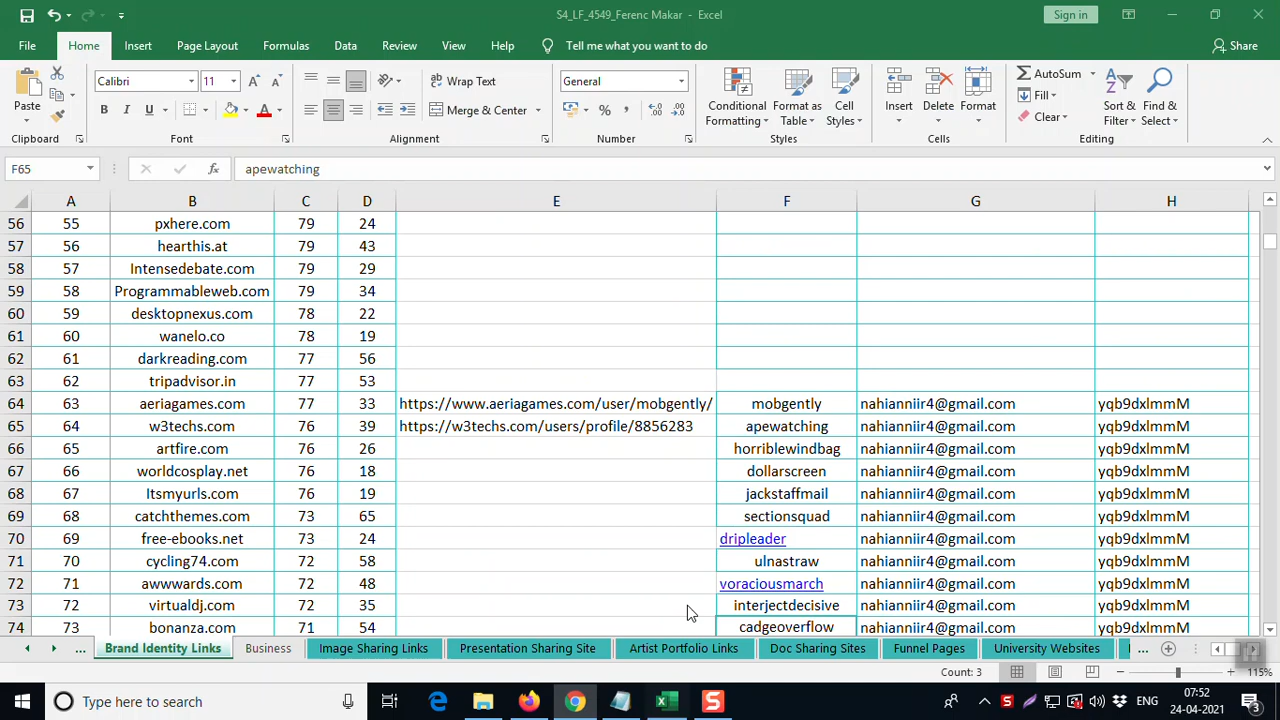 S4_LF_4549_Ferenc Makar - Excel
Sign in
File Home Insert Page Layout Formulas Data Review View Help Tell me what you want to do Share
Paste
Calibri 11
B I U
A A
Wrap Text
Merge & Center
General
% ,
Conditional Formatting
Format as Table
Cell Styles
Insert
Delete
Format
AutoSum
Fill
Clear
Sort & Filter
Find & Select
Clipboard Font Alignment Number Styles Cells Editing
F65 fx apewatching
A B C D E F G H
56 55 pxhere.com 79 24
57 56 hearthis.at 79 43
58 57 Intensedebate.com 79 29
59 58 Programmableweb.com 79 34
60 59 desktopnexus.com 78 22
61 60 wanelo.co 78 19
62 61 darkreading.com 77 56
63 62 tripadvisor.in 77 53
64 63 aeriagames.com 77 33 https://www.aeriagames.com/user/mobgently/ mobgently nahianniir4@gmail.com yqb9dxlmmM
65 64 w3techs.com 76 39 https://w3techs.com/users/profile/8856283 apewatching nahianniir4@gmail.com yqb9dxlmmM
66 65 artfire.com 76 26 horriblewindbag nahianniir4@gmail.com yqb9dxlmmM
67 66 worldcosplay.net 76 18 dollarscreen nahianniir4@gmail.com yqb9dxlmmM
68 67 Itsmyurls.com 76 19 jackstaffmail nahianniir4@gmail.com yqb9dxlmmM
69 68 catchthemes.com 73 65 sectionsquad nahianniir4@gmail.com yqb9dxlmmM
70 69 free-ebooks.net 73 24 dripleader nahianniir4@gmail.com yqb9dxlmmM
71 70 cycling74.com 72 58 ulnastraw nahianniir4@gmail.com yqb9dxlmmM
72 71 awwwards.com 72 48 voraciousmarch nahianniir4@gmail.com yqb9dxlmmM
73 72 virtualdj.com 72 35 interjectdecisive nahianniir4@gmail.com yqb9dxlmmM
74 73 bonanza.com 71 54 cadgeoverflow nahianniir4@gmail.com yqb9dxlmmM
... Brand Identity Links Business Image Sharing Links Presentation Sharing Site Artist Portfolio Links Doc Sharing Sites Funnel Pages University Websites ...
Count: 3 115%
Type here to search
ENG
07:52
24-04-2021
3